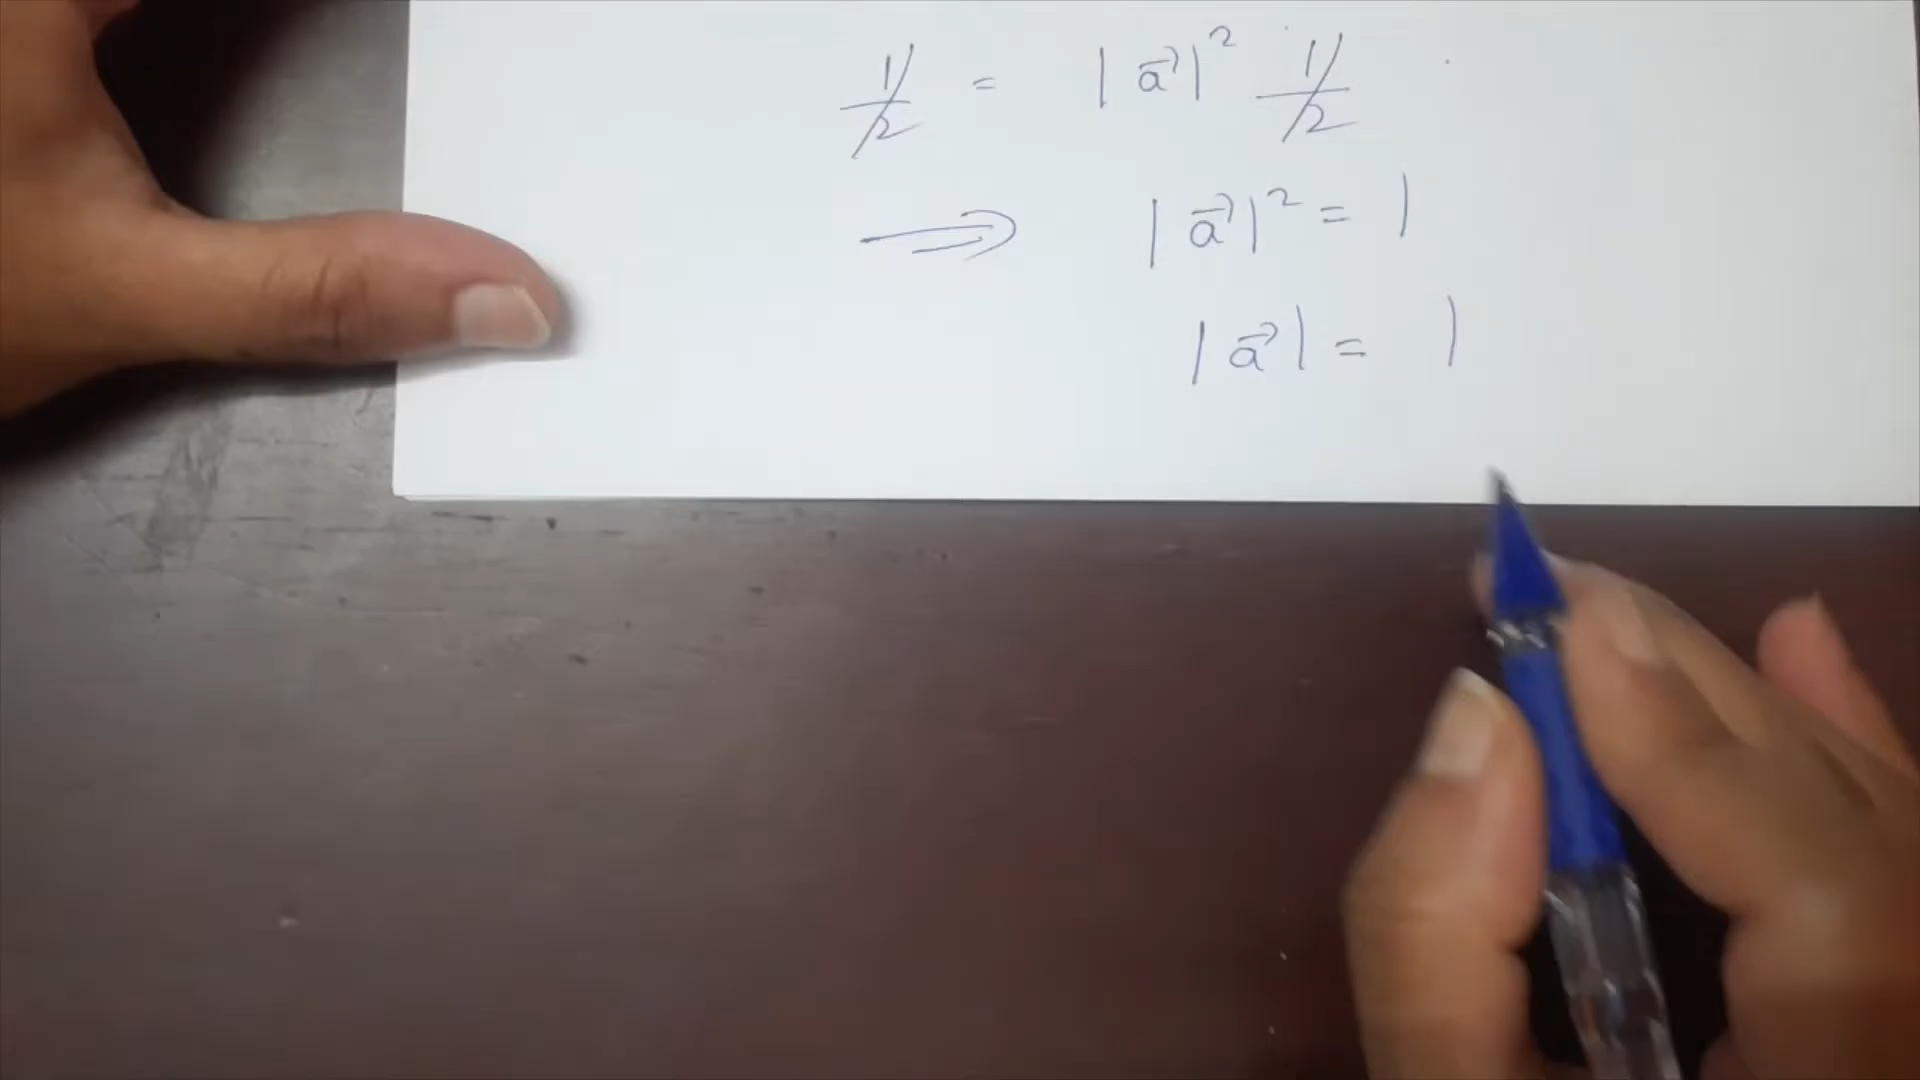 1/2 = |a⃗|² 1/2
⟹ |a⃗|² = 1
|a⃗| = 1